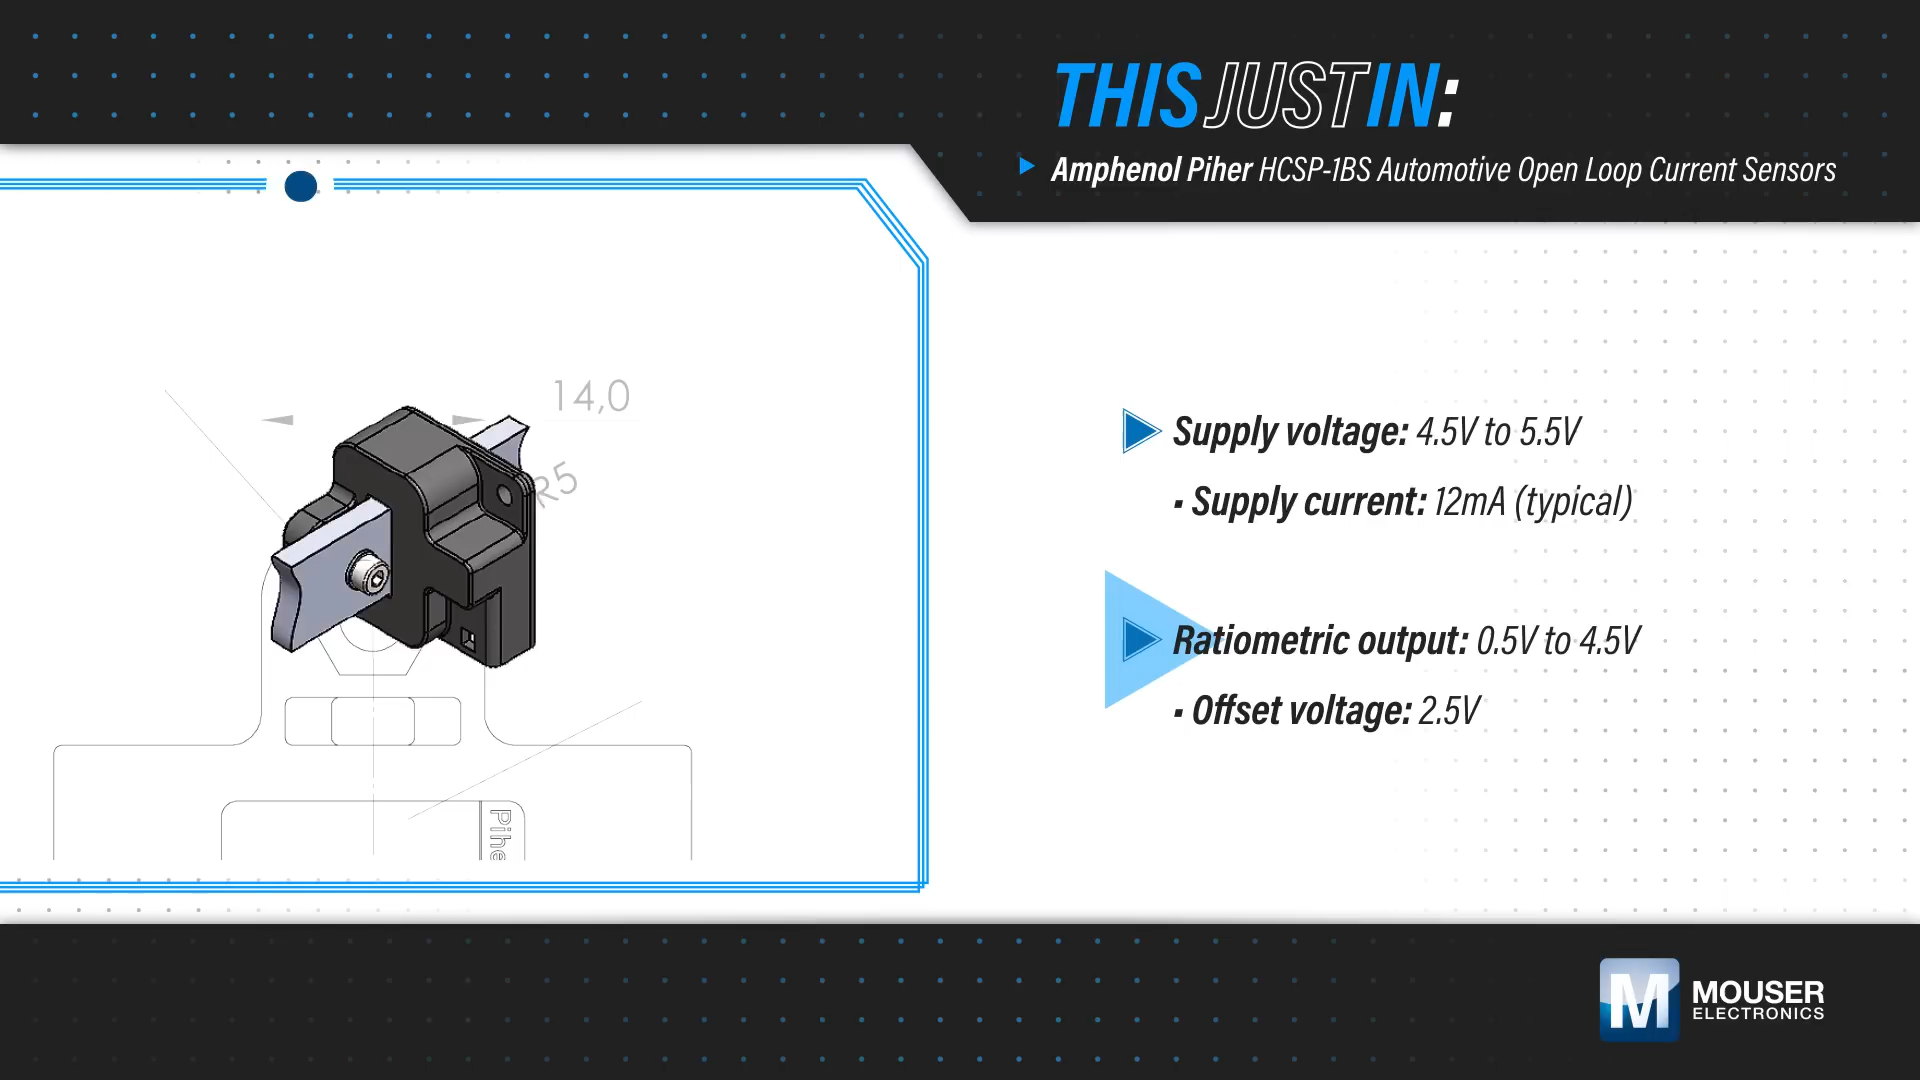 THIS JUST IN:
Amphenol Piher HCSP-1BS Automotive Open Loop Current Sensors
14,0
R5
Supply voltage: 4.5V to 5.5V
▪ Supply current: 12mA (typical)
Ratiometric output: 0.5V to 4.5V
▪ Offset voltage: 2.5V
Pihe
M MOUSER
ELECTRONICS